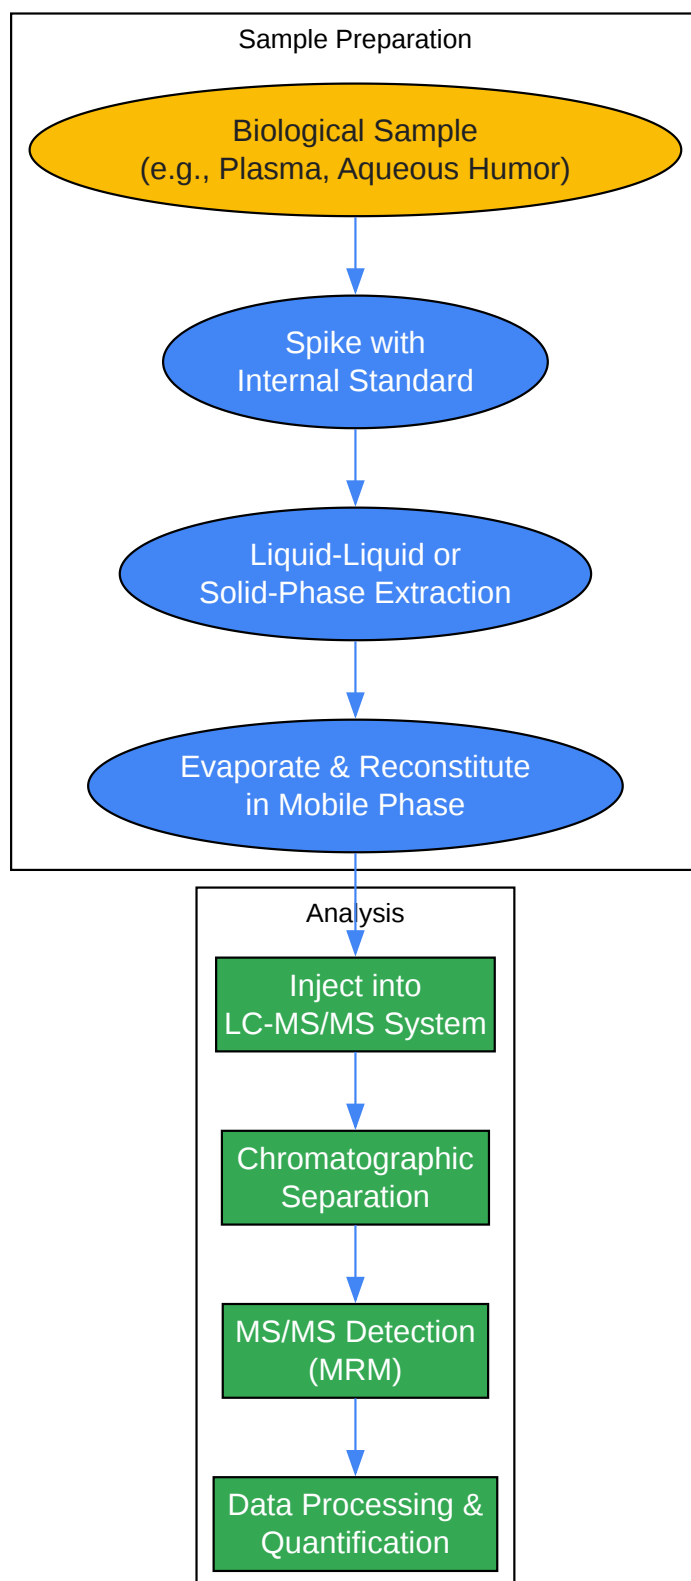 Sample Preparation
Biological Sample
(e.g., Plasma, Aqueous Humor)
Spike with
Internal Standard
Liquid-Liquid or
Solid-Phase Extraction
Evaporate & Reconstitute
in Mobile Phase
Analysis
Inject into
LC-MS/MS System
Chromatographic
Separation
MS/MS Detection
(MRM)
Data Processing &
Quantification